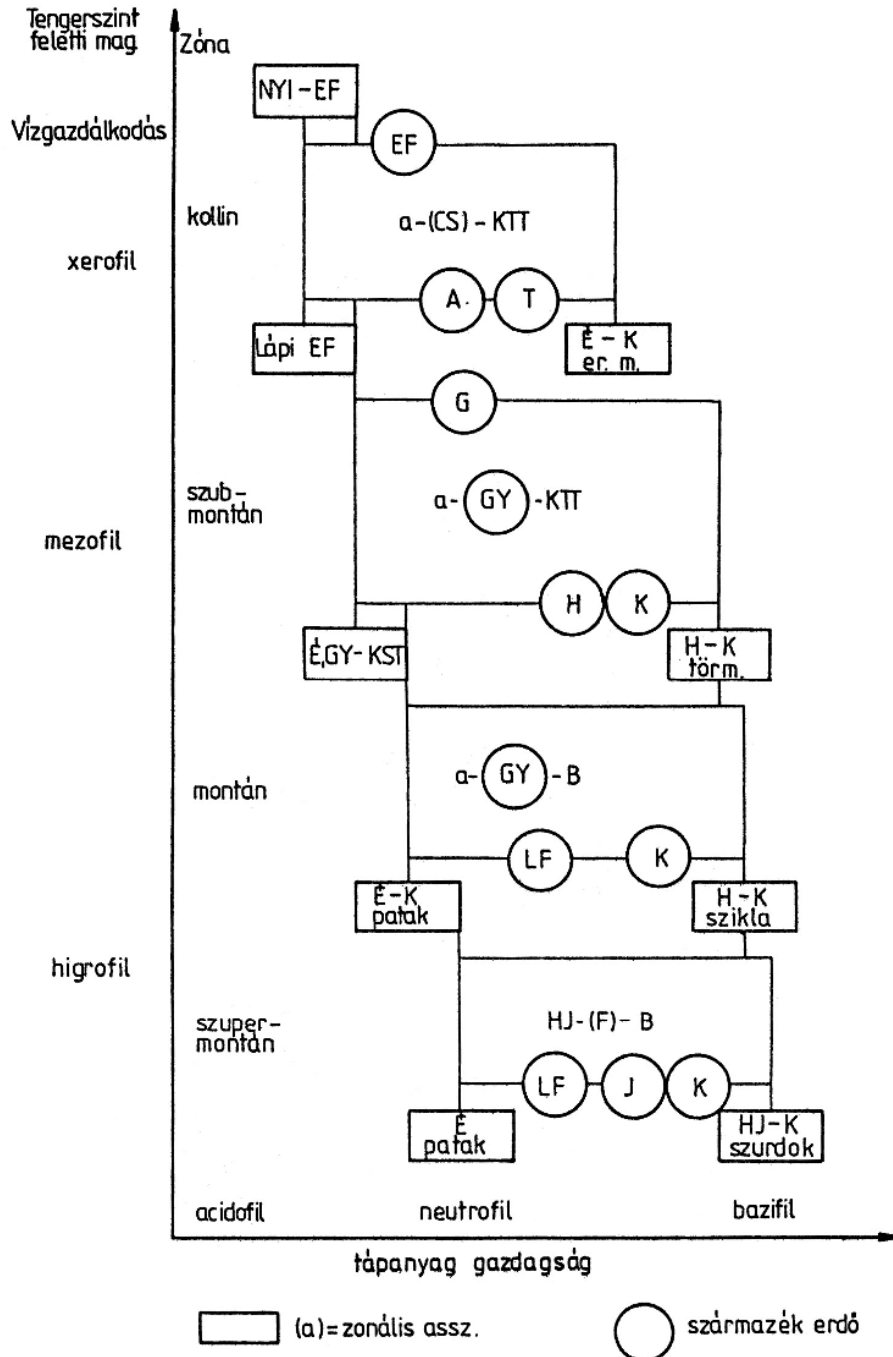 Tengerszint
feletti mag.
Zóna
NYI-EF
Vízgazdálkodás
EF
kollin
a-(CS)-KTT
xerofil
A
T
Lápi EF
É-K
er. m.
G
szub-
montán
a-
GY
-KTT
mezofil
H
K
É,GY-KST
H-K
törm.
montán
a-
GY
-B
LF
K
É-K
patak
H-K
szikla
higrofil
szuper-
montán
HJ-(F)-B
LF
J
K
É
patak
HJ-K
szurdok
acidofil
neutrofil
bazifil
tápanyag gazdagság
(a)=zonális assz.
származék erdő